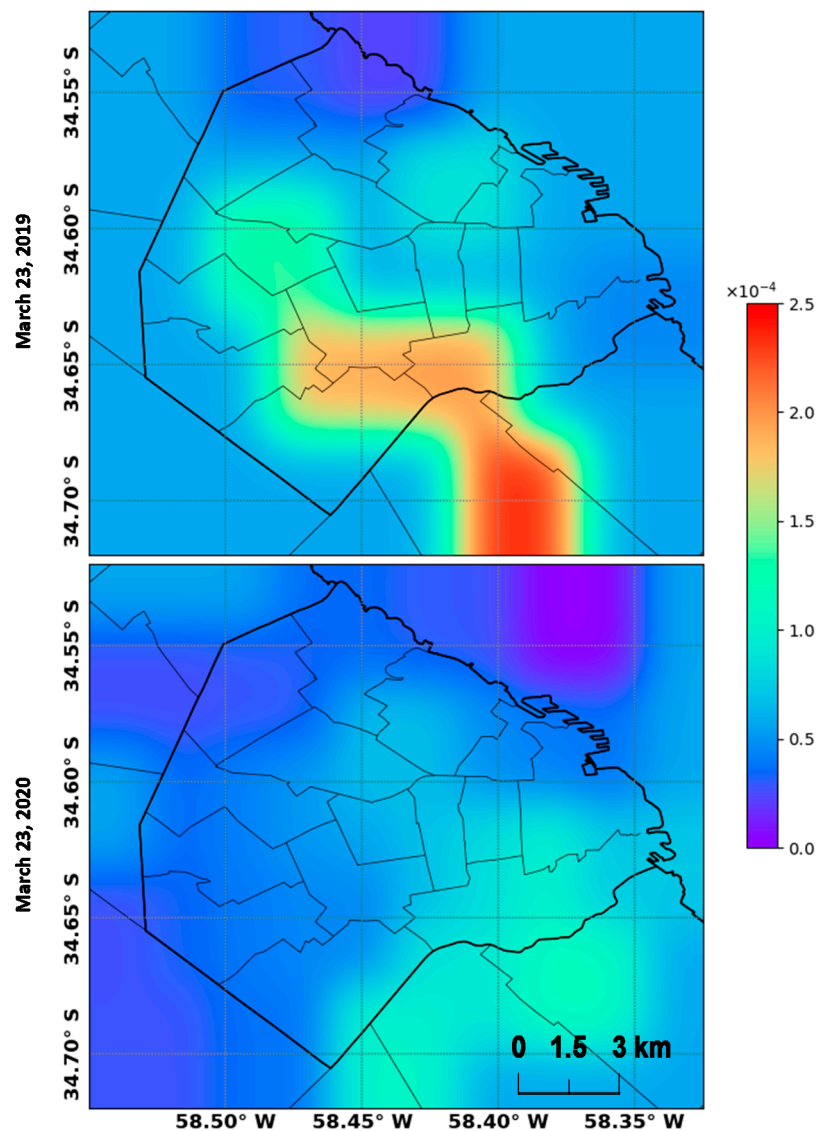 34.55° S
34.60° S
34.65° S
34.70° S
March 23, 2019
×10⁻⁴
2.5
2.0
1.5
1.0
0.5
0.0
34.55° S
34.60° S
34.65° S
34.70° S
March 23, 2020
0 1.5 3 km
58.50° W 58.45° W 58.40° W 58.35° W